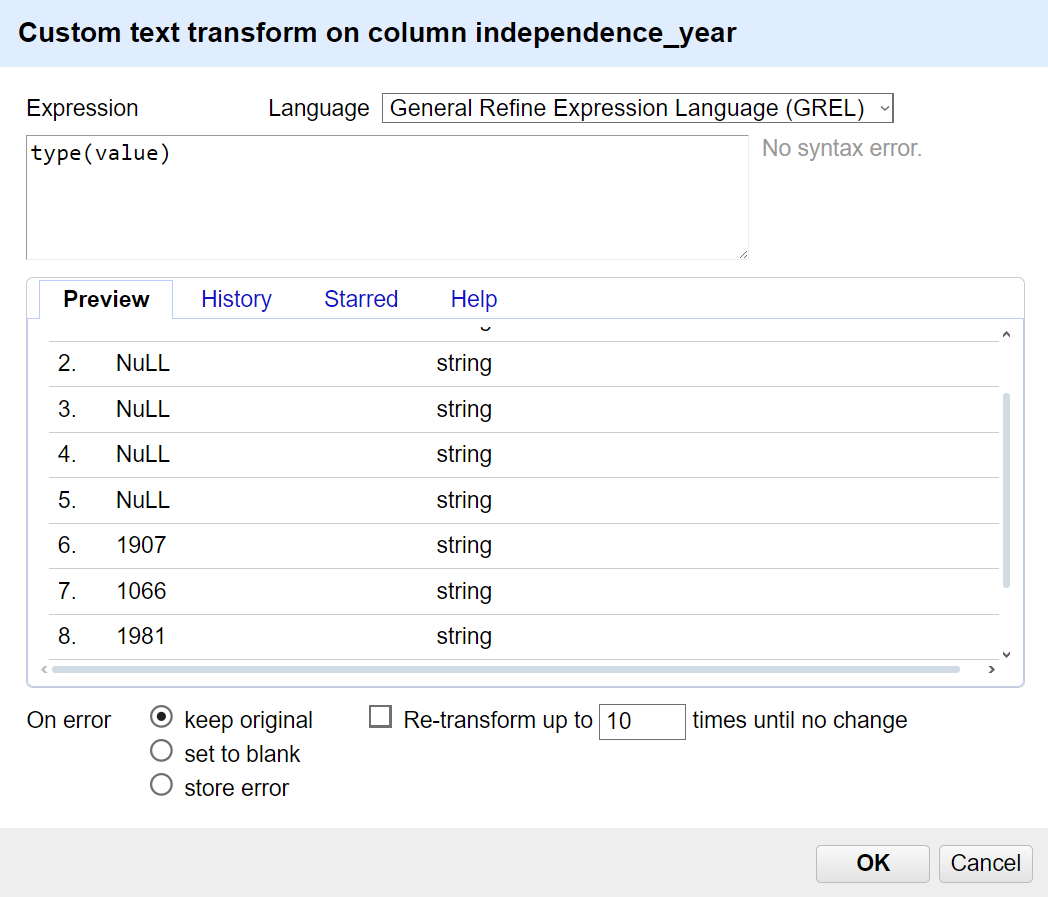 Custom text transform on column independence_year
Expression Language General Refine Expression Language (GREL)
type(value) No syntax error.
Preview History Starred Help
2. NuLL string
3. NuLL string
4. NuLL string
5. NuLL string
6. 1907 string
7. 1066 string
8. 1981 string
On error keep original Re-transform up to 10 times until no change
set to blank
store error
OK Cancel